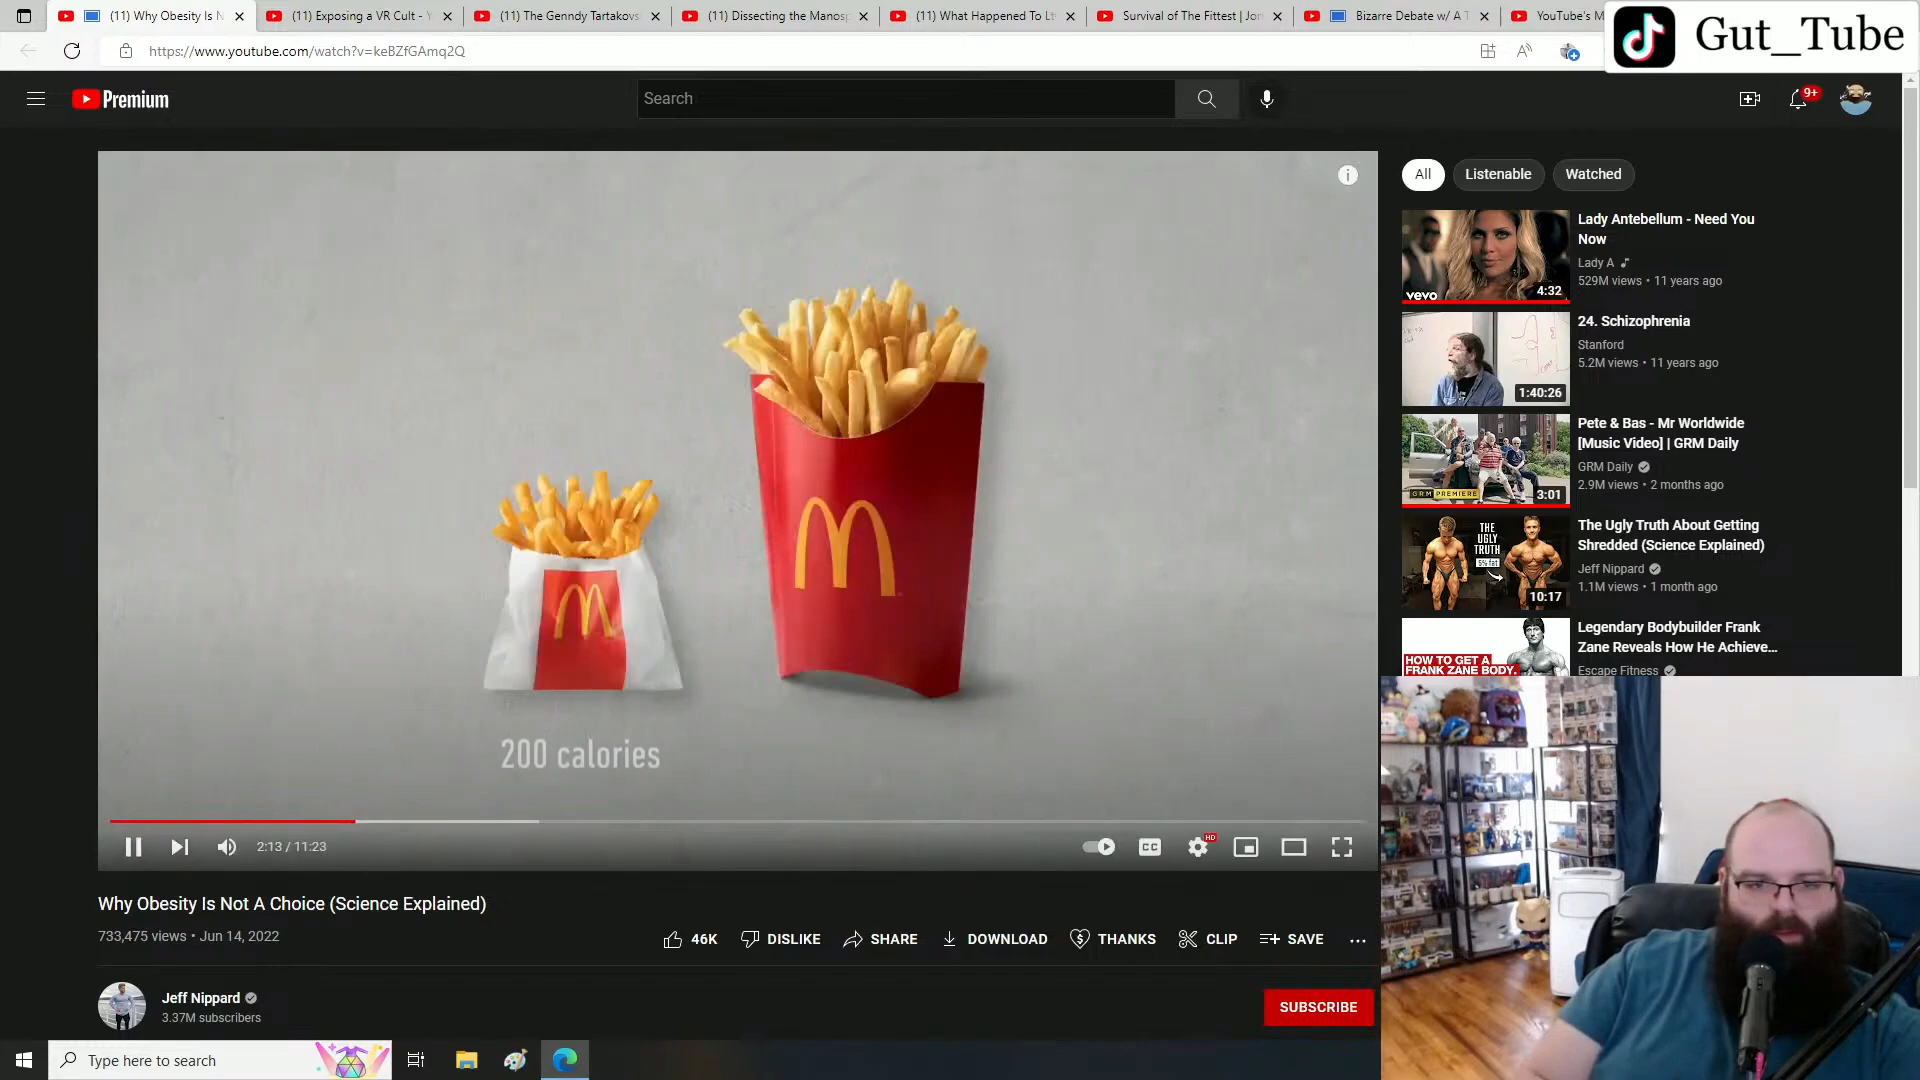 (11) Why Obesity Is N
(11) Exposing a VR Cult - Y
(11) The Genndy Tartakovs
(11) Dissecting the Manosp
(11) What Happened To Lt
Survival of The Fittest | Jon
Bizarre Debate w/ A T
YouTube's M
Gut_Tube
https://www.youtube.com/watch?v=keBZfGAmq2Q
Premium
Search
9+
All
Listenable
Watched
Lady Antebellum - Need You
Now
Lady A
529M views • 11 years ago
vevo
4:32
24. Schizophrenia
Stanford
5.2M views • 11 years ago
1:40:26
Pete & Bas - Mr Worldwide
[Music Video] | GRM Daily
GRM Daily
2.9M views • 2 months ago
GRM PREMIERE
3:01
The Ugly Truth About Getting
Shredded (Science Explained)
Jeff Nippard
1.1M views • 1 month ago
THE
UGLY
TRUTH
5% fat
10:17
Legendary Bodybuilder Frank
Zane Reveals How He Achieve...
Escape Fitness
HOW TO GET A
FRANK ZANE BODY.
200 calories
2:13 / 11:23
CC
HD
Why Obesity Is Not A Choice (Science Explained)
733,475 views • Jun 14, 2022
46K
DISLIKE
SHARE
DOWNLOAD
THANKS
CLIP
SAVE
Jeff Nippard
3.37M subscribers
SUBSCRIBE
Type here to search